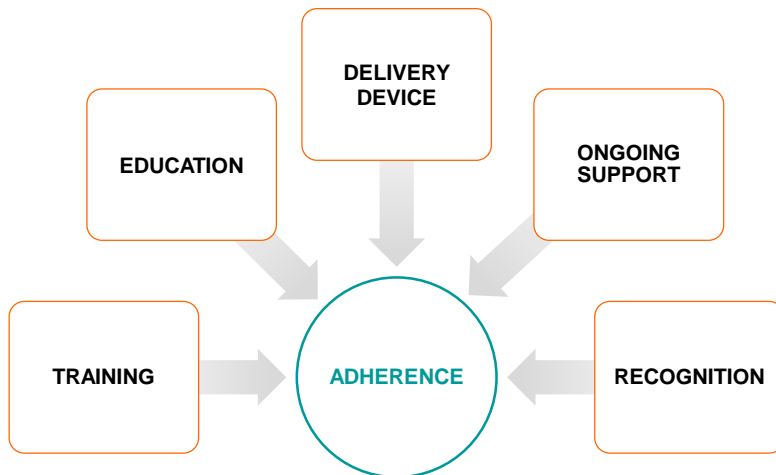 DELIVERY
DEVICE
EDUCATION
ONGOING
SUPPORT
TRAINING
ADHERENCE
RECOGNITION